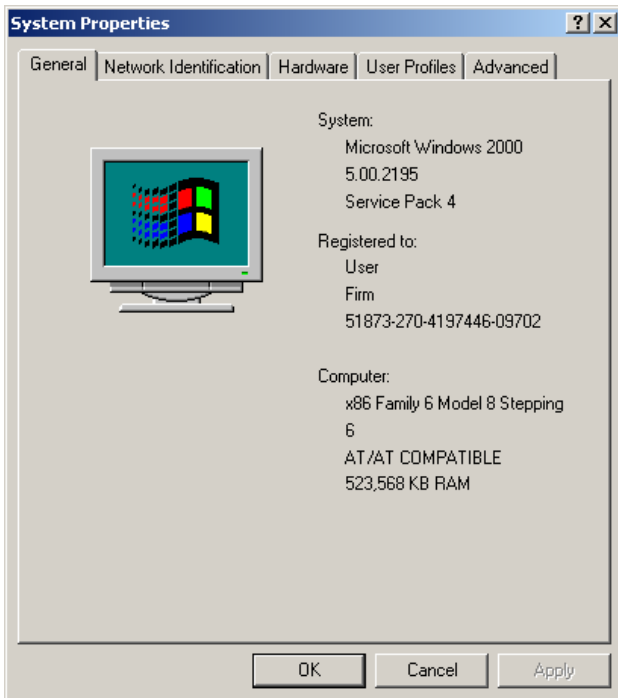 System Properties
General
Network Identification
Hardware
User Profiles
Advanced
System:
Microsoft Windows 2000
5.00.2195
Service Pack 4
Registered to:
User
Firm
51873-270-4197446-09702
Computer:
x86 Family 6 Model 8 Stepping
6
AT/AT COMPATIBLE
523,568 KB RAM
OK
Cancel
Apply